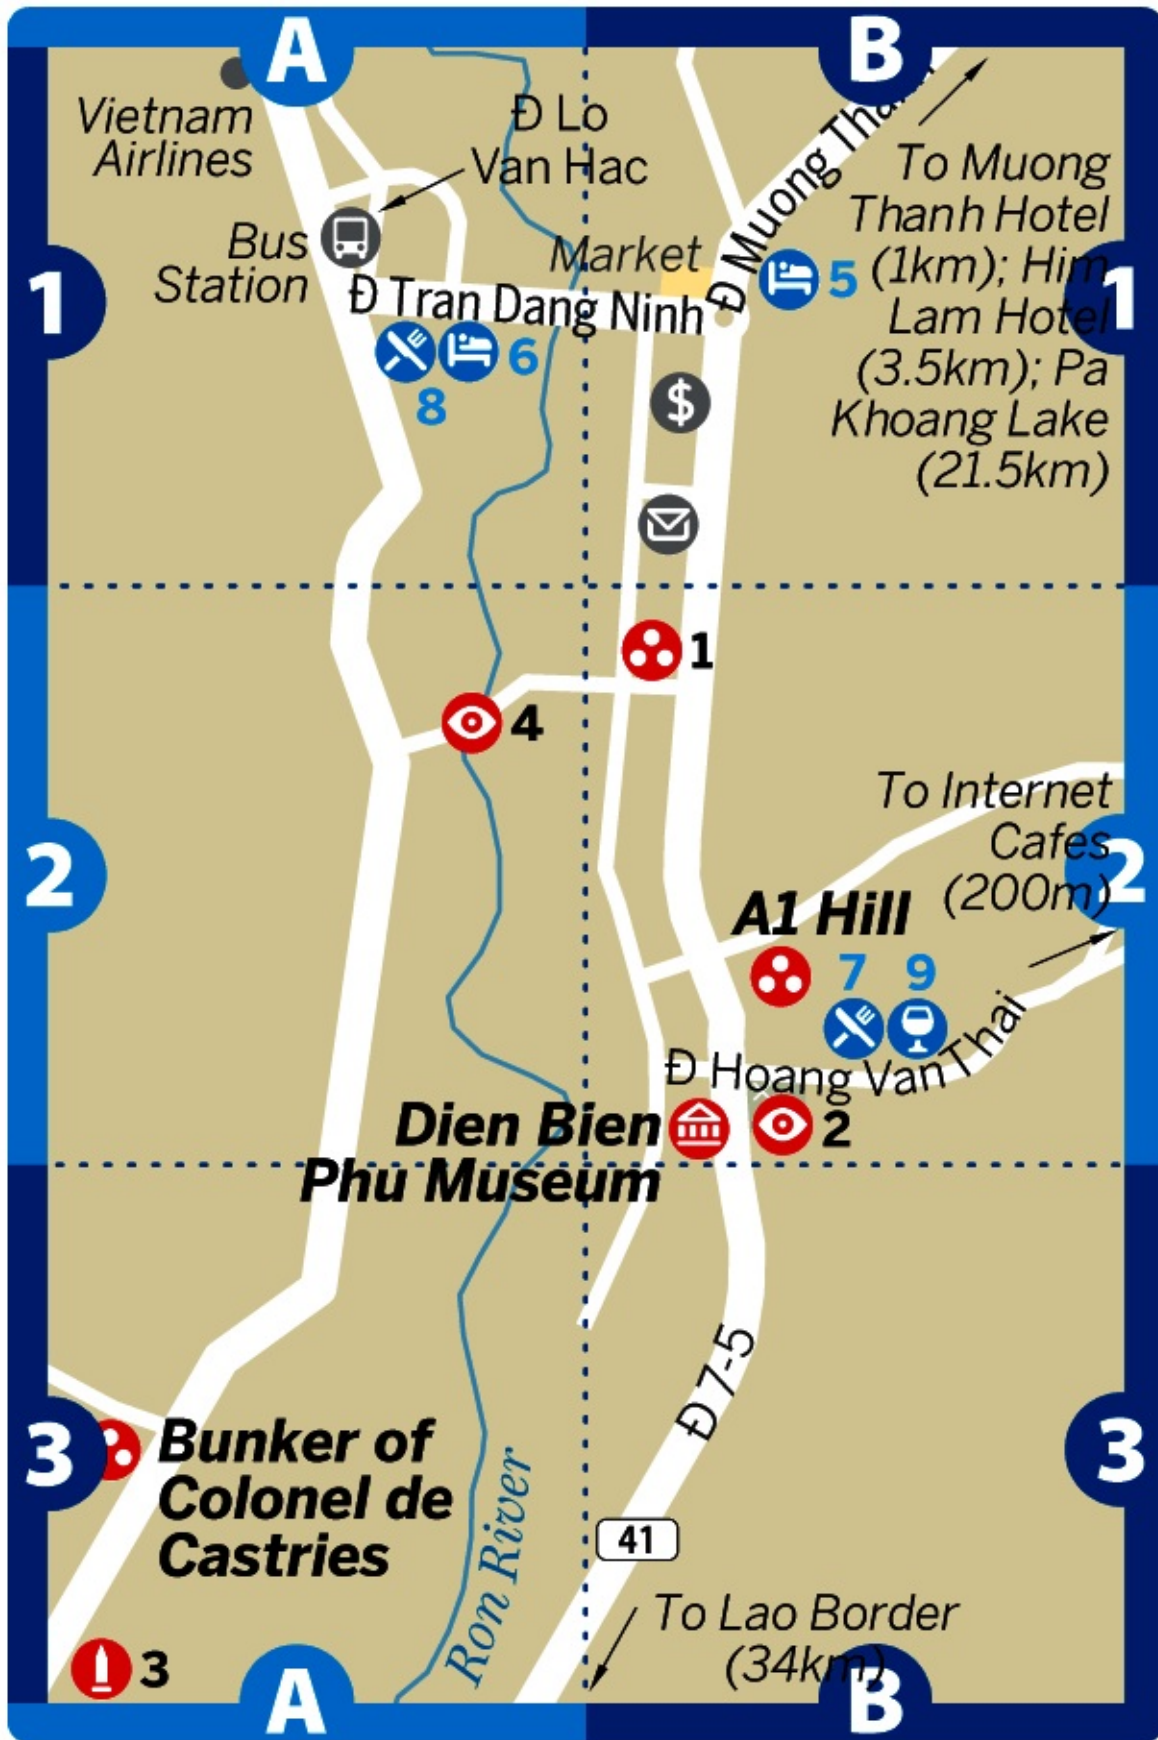 A
B
Vietnam
Airlines
Đ Lo
Van Hac
Đ Muong Thanh
To Muong
Thanh Hotel
(1km); Him
Lam Hotel
(3.5km); Pa
Khoang Lake
(21.5km)
Bus
Station
Market
1
5
1
Đ Tran Dang Ninh
6
8
$
1
4
To Internet
Cafes
(200m)
2
2
A1 Hill
7
9
Đ Hoang Van Thai
Dien Bien
Phu Museum
2
Đ 7-5
3
Bunker of
Colonel de
Castries
3
Ron River
41
To Lao Border
(34km)
3
A
B